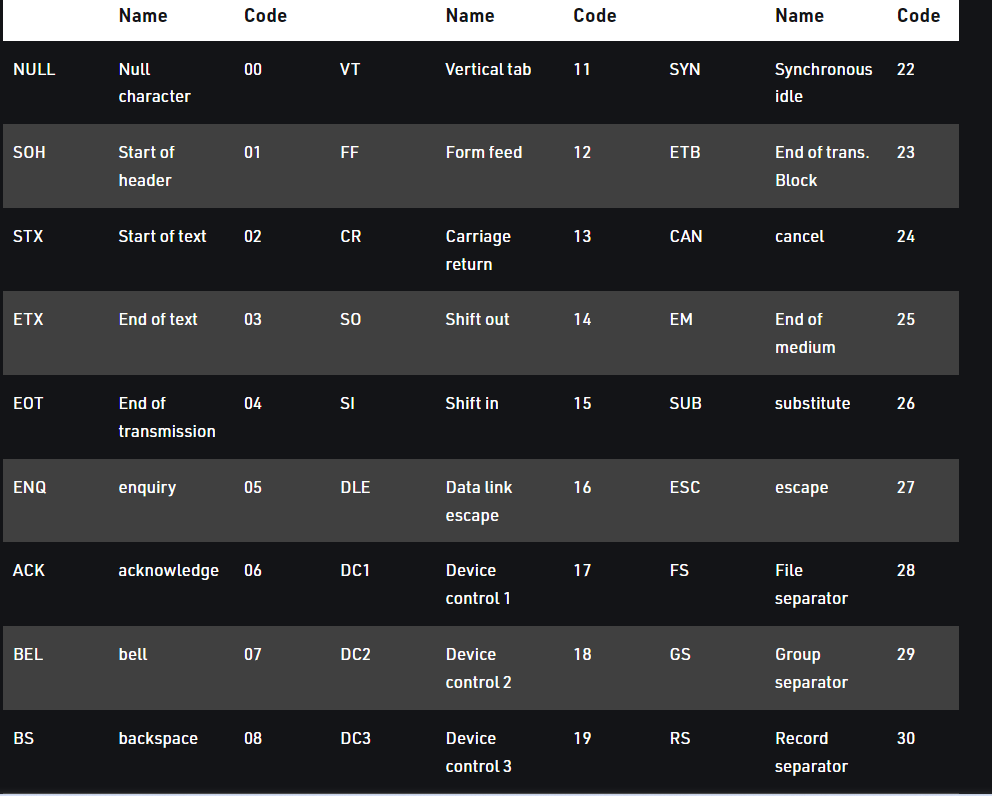 Name Code Name Code Name Code
NULL Null VT Vertical tab 11 SYN Synchronous 22
character 00 idle
SOH Start of 01 FF Form feed 12 ETB End of trans. 23
header Block
STX Start of text 02 CR Carriage 13 CAN cancel 24
return
ETX End of text 03 SO Shift out 14 EM End of 25
medium
EOT End of 04 SI Shift in 15 SUB substitute 26
transmission
ENQ enquiry 05 DLE Data link 16 ESC escape 27
escape
ACK acknowledge 06 DC1 Device 17 FS File 28
control 1 separator
BEL bell 07 DC2 Device 18 GS Group 29
control 2 separator
BS backspace 08 DC3 Device 19 RS Record 30
control 3 separator